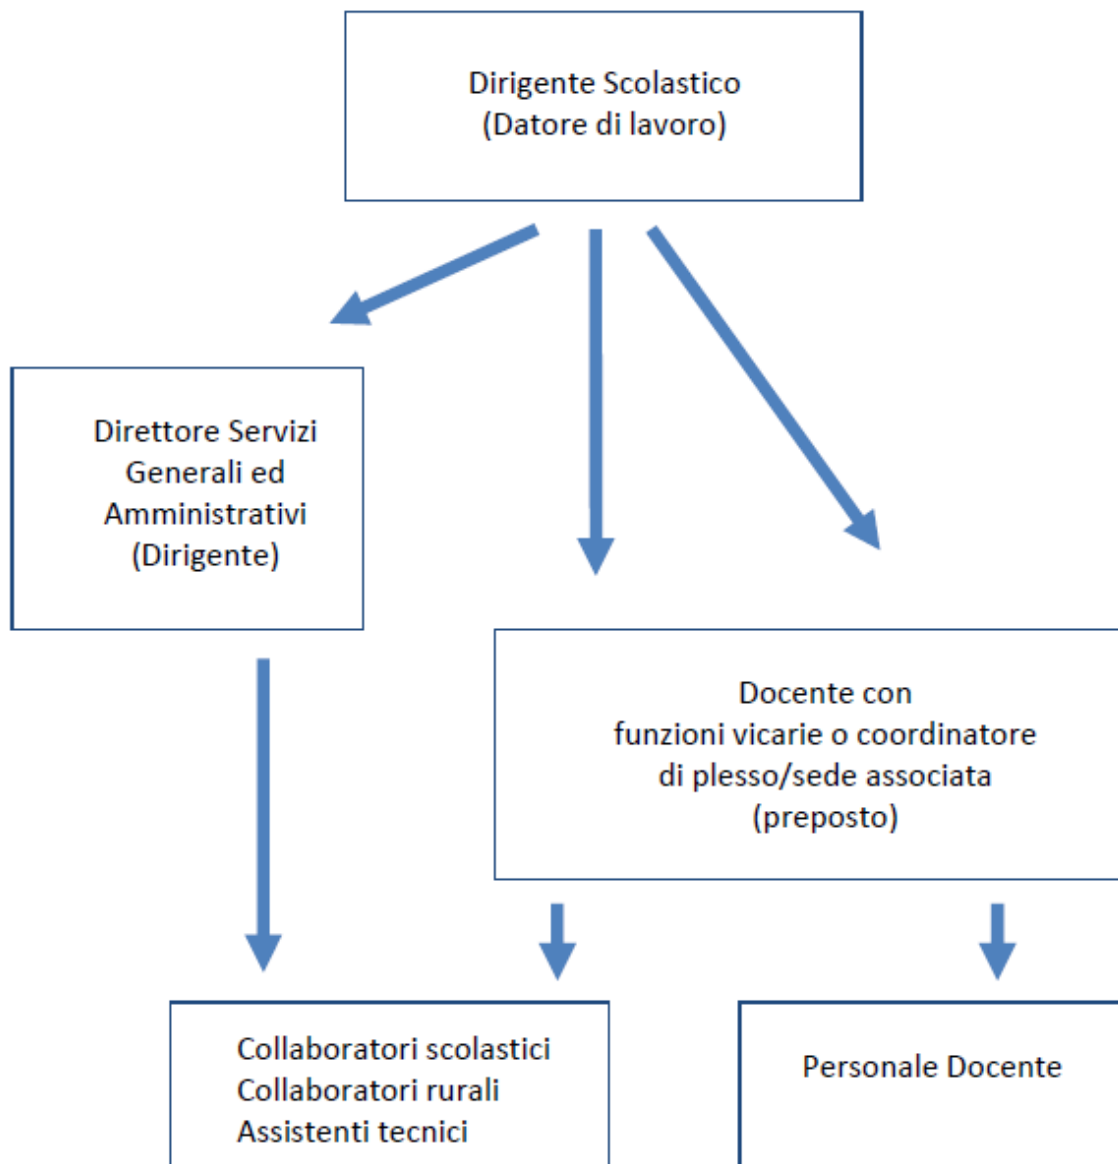 Dirigente Scolastico
(Datore di lavoro)
Direttore Servizi
Generali ed
Amministrativi
(Dirigente)
Docente con
funzioni vicarie o coordinatore
di plesso/sede associata
(preposto)
Collaboratori scolastici
Collaboratori rurali
Assistenti tecnici
Personale Docente